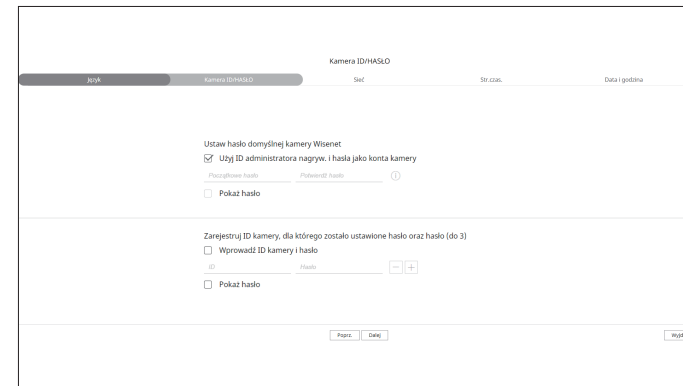 Kamera ID/HASŁO
Język Kamera ID/HASŁO Sieć Str.czas. Data i godzina
Ustaw hasło domyślnej kamery Wisenet
Użyj ID administratora nagryw. i hasła jako konta kamery
Początkowe hasło Potwierdź hasło
Pokaż hasło
Zarejestruj ID kamery, dla którego zostało ustawione hasło oraz hasło (do 3)
Wprowadź ID kamery i hasło
ID Hasło
Pokaż hasło
Poprz. Dalej Wyjd